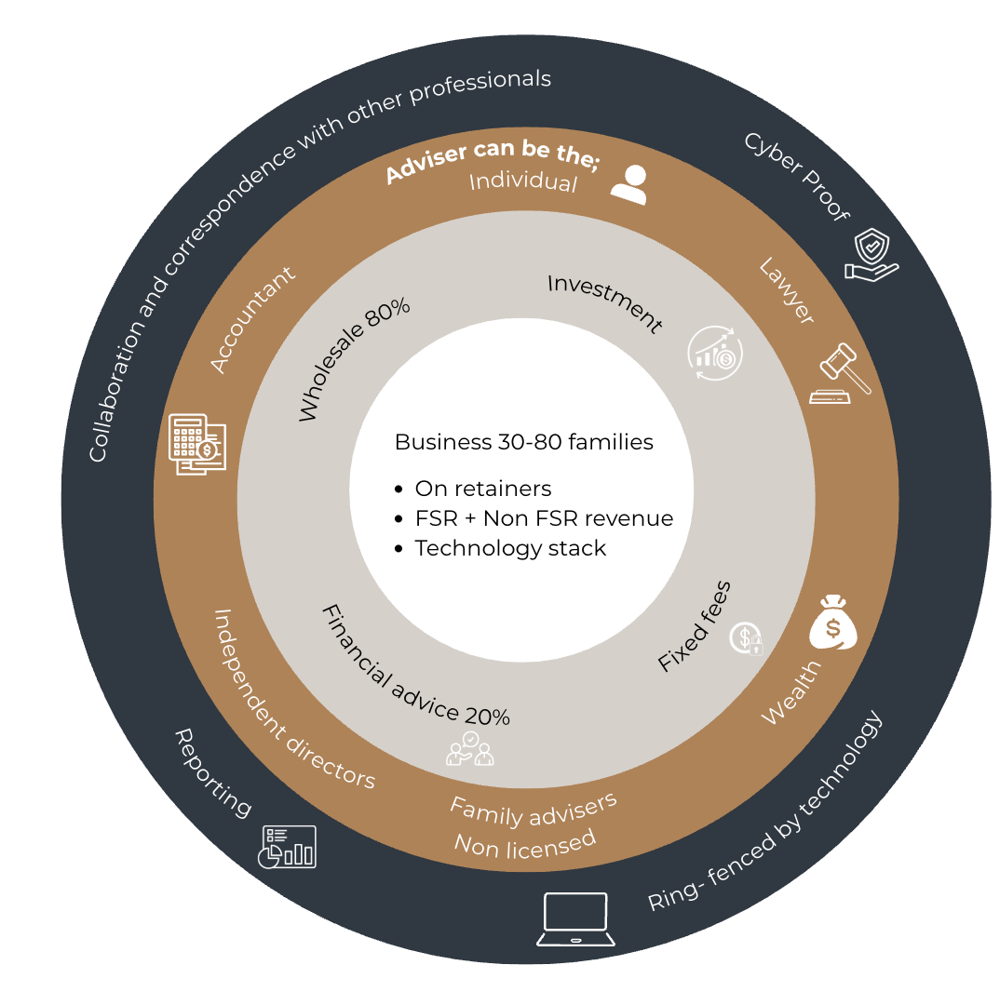 Collaboration and correspondence with other professionals
Cyber Proof
Adviser can be the;
Individual
Accountant
Lawyer
Wholesale 80%
Investment
Business 30-80 families
• On retainers
• FSR + Non FSR revenue
• Technology stack
Financial advice 20%
Fixed fees
Independent directors
Wealth
Family advisers
Non licensed
Reporting
Ring- fenced by technology